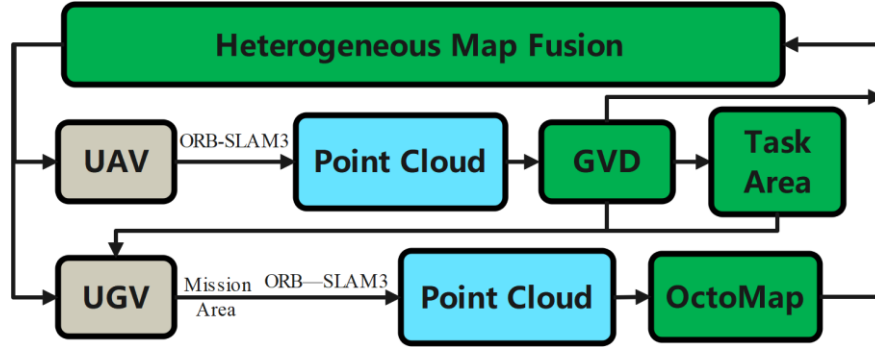 Heterogeneous Map Fusion
UAV
ORB-SLAM3
Point Cloud
GVD
Task
Area
UGV
Mission
Area
ORB—SLAM3
Point Cloud
OctoMap